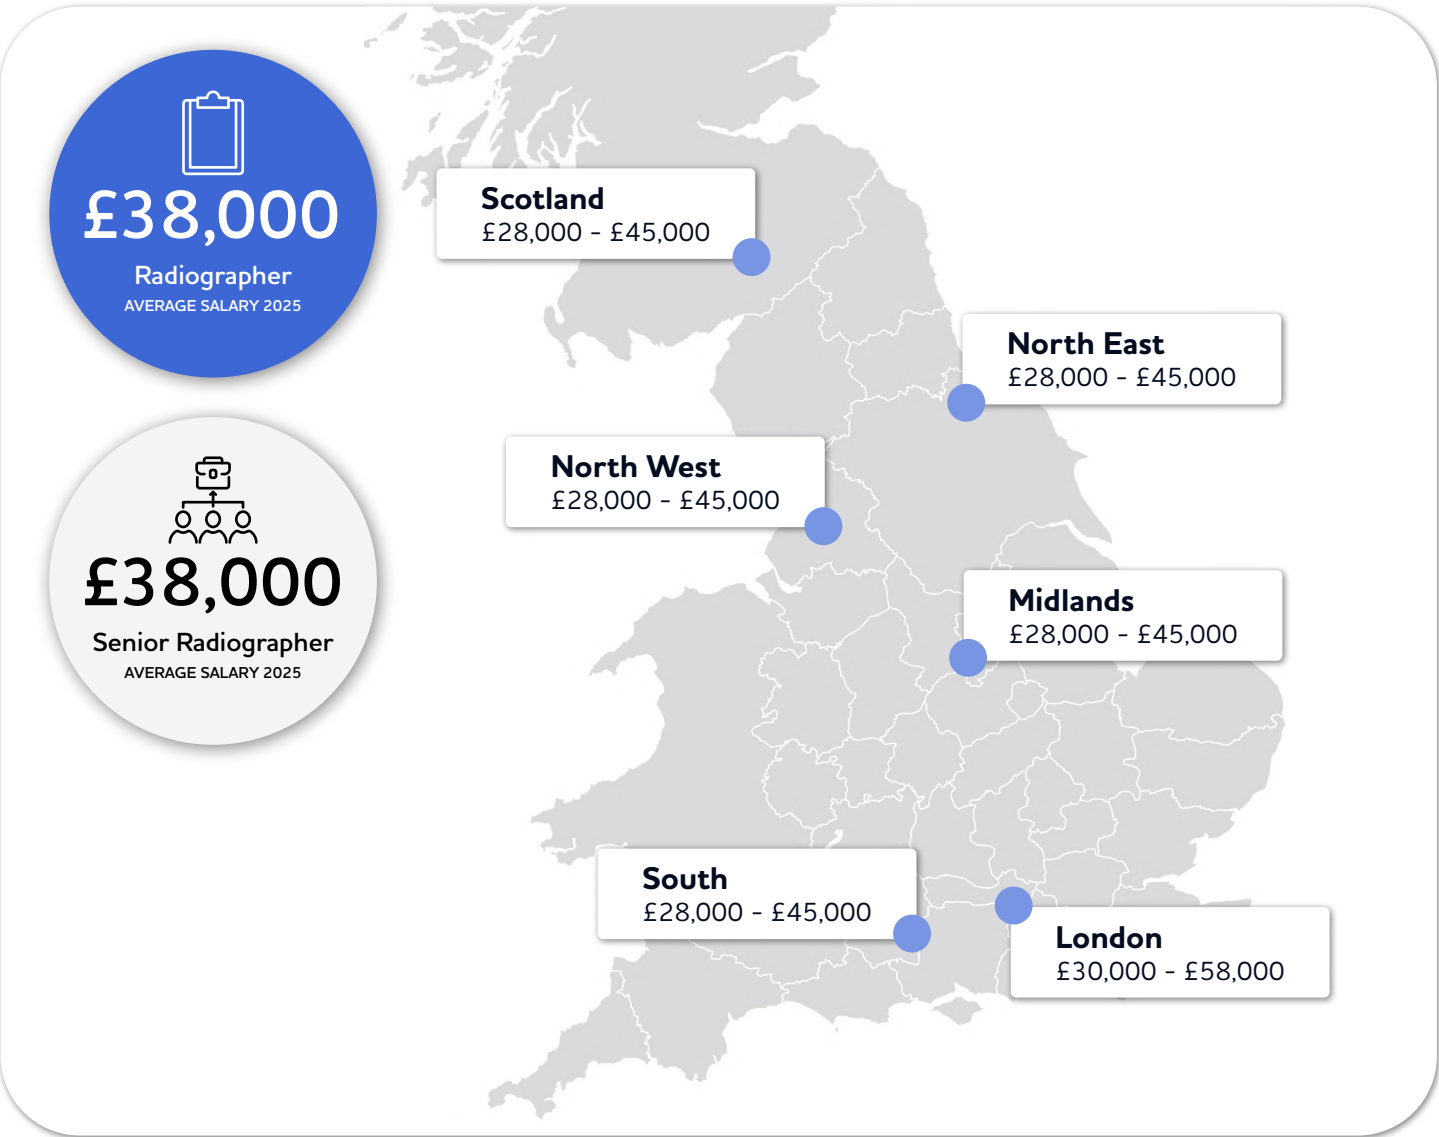 £38,000
Radiographer
AVERAGE SALARY 2025
£38,000
Senior Radiographer
AVERAGE SALARY 2025
Scotland
£28,000 - £45,000
North East
£28,000 - £45,000
North West
£28,000 - £45,000
Midlands
£28,000 - £45,000
South
£28,000 - £45,000
London
£30,000 - £58,000